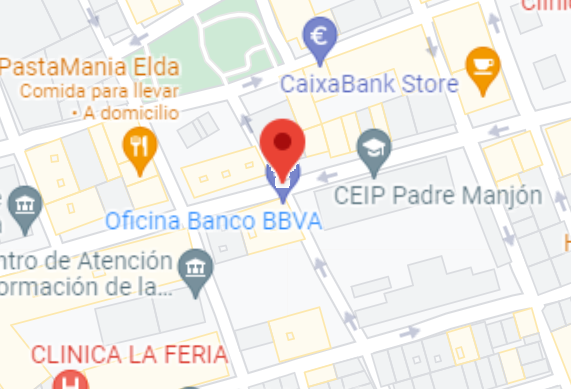 Clini
PastaMania Elda
Comida para llevar
• A domicilio
€
CaixaBank Store
CEIP Padre Manjón
Oficina Banco BBVA
ntro de Atención
ormación de la...
CLINICA LA FERIA
H